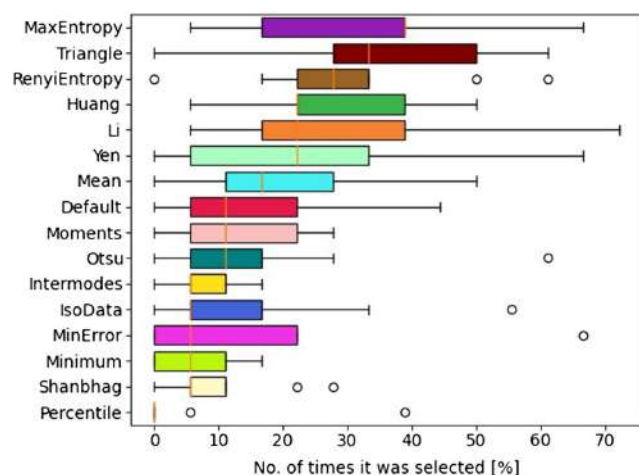 MaxEntropy
Triangle
RenyiEntropy
Huang
Li
Yen
Mean
Default
Moments
Otsu
Intermodes
IsoData
MinError
Minimum
Shanbhag
Percentile
0 10 20 30 40 50 60 70
No. of times it was selected [%]